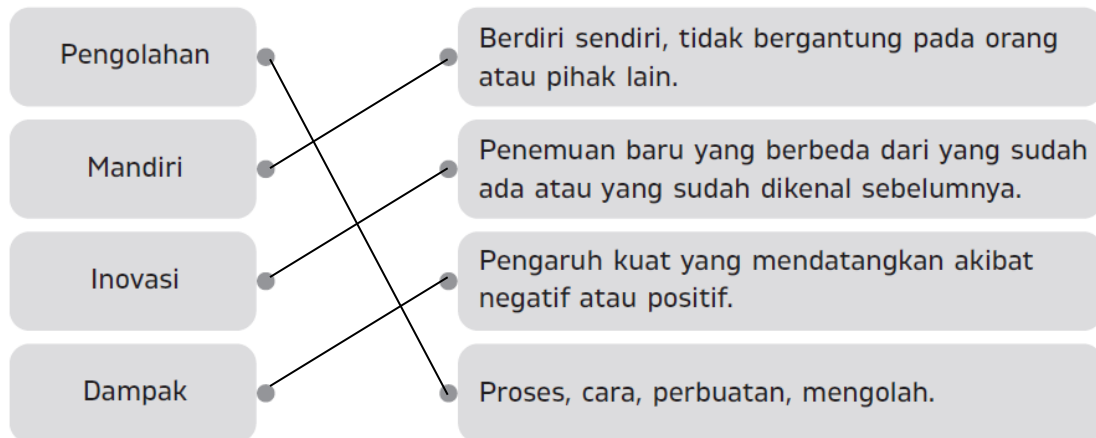 Pengolahan
Berdiri sendiri, tidak bergantung pada orang
atau pihak lain.
Mandiri
Penemuan baru yang berbeda dari yang sudah
ada atau yang sudah dikenal sebelumnya.
Inovasi
Pengaruh kuat yang mendatangkan akibat
negatif atau positif.
Dampak
Proses, cara, perbuatan, mengolah.